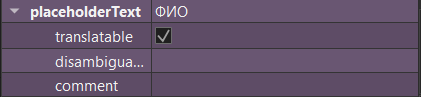 placeholderText ФИО
translatable
disambigua...
comment